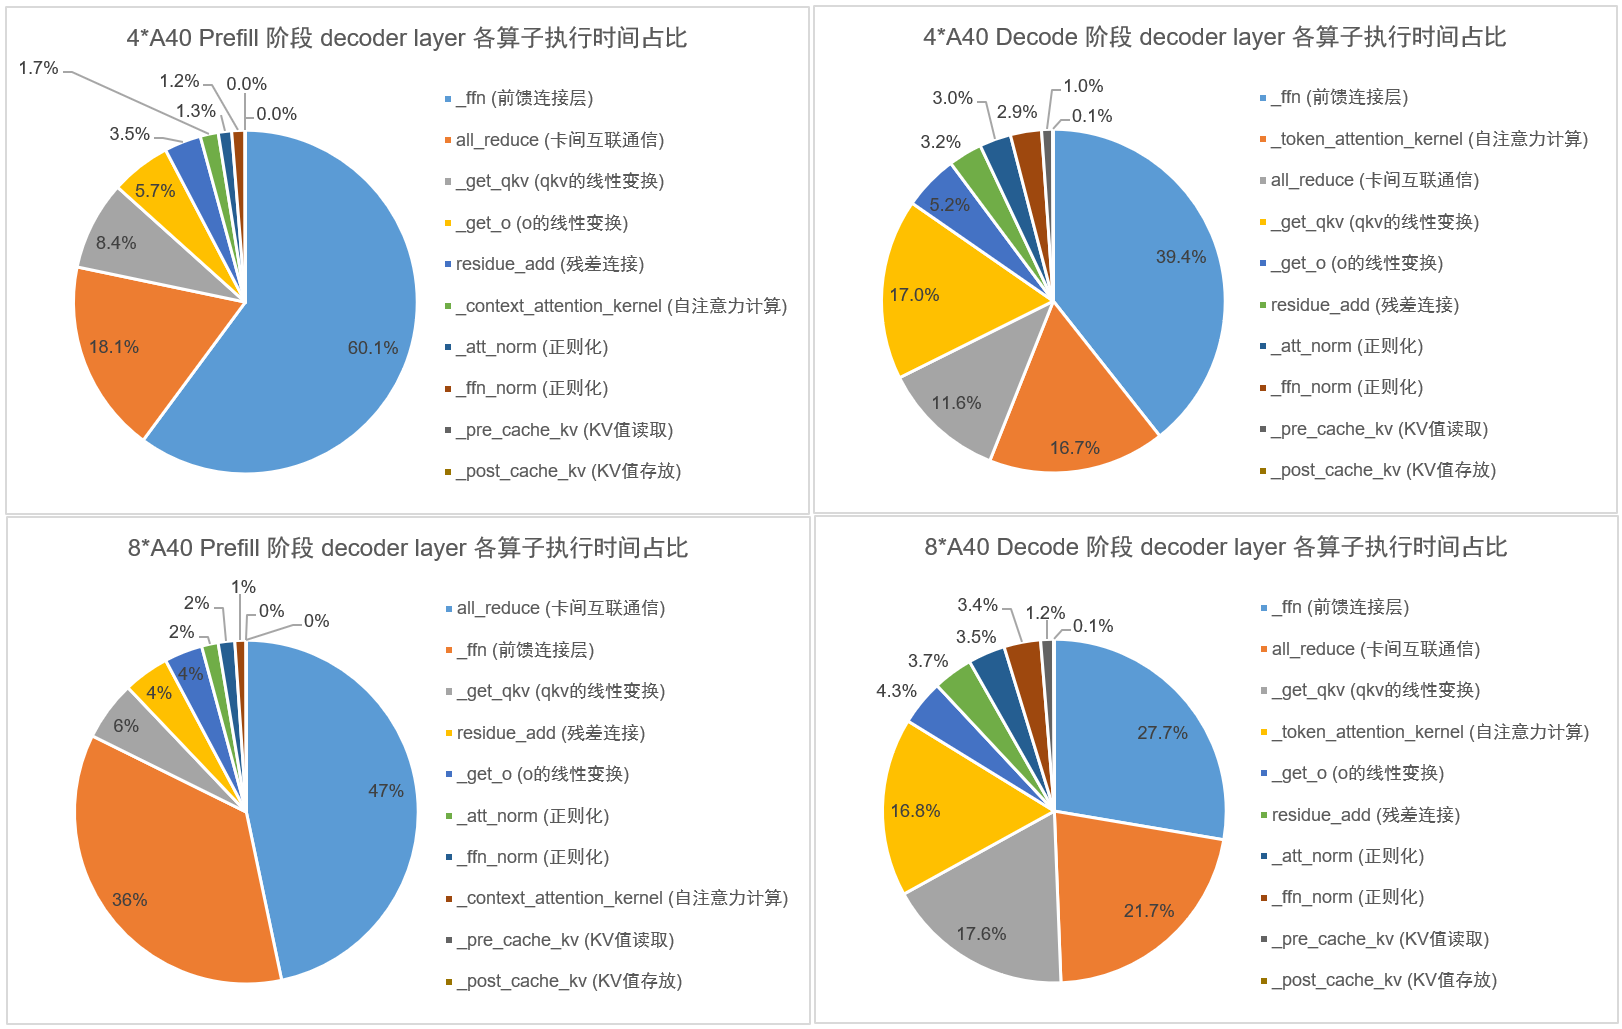 4*A40 Prefill 阶段 decoder layer 各算子执行时间占比
1.7%
1.2%
0.0%
1.3%
0.0%
3.5%
5.7%
8.4%
18.1%
60.1%
_ffn (前馈连接层)
all_reduce (卡间互联通信)
_get_qkv (qkv的线性变换)
_get_o (o的线性变换)
residue_add (残差连接)
_context_attention_kernel (自注意力计算)
_att_norm (正则化)
_ffn_norm (正则化)
_pre_cache_kv (KV值读取)
_post_cache_kv (KV值存放)
4*A40 Decode 阶段 decoder layer 各算子执行时间占比
1.0%
3.0%
2.9%
0.1%
3.2%
5.2%
39.4%
17.0%
11.6%
16.7%
_ffn (前馈连接层)
_token_attention_kernel (自注意力计算)
all_reduce (卡间互联通信)
_get_qkv (qkv的线性变换)
_get_o (o的线性变换)
residue_add (残差连接)
_att_norm (正则化)
_ffn_norm (正则化)
_pre_cache_kv (KV值读取)
_post_cache_kv (KV值存放)
8*A40 Prefill 阶段 decoder layer 各算子执行时间占比
1%
2%
0%
0%
2%
4%
4%
6%
47%
36%
all_reduce (卡间互联通信)
_ffn (前馈连接层)
_get_qkv (qkv的线性变换)
residue_add (残差连接)
_get_o (o的线性变换)
_att_norm (正则化)
_ffn_norm (正则化)
_context_attention_kernel (自注意力计算)
_pre_cache_kv (KV值读取)
_post_cache_kv (KV值存放)
8*A40 Decode 阶段 decoder layer 各算子执行时间占比
3.4%
1.2%
0.1%
3.5%
3.7%
4.3%
27.7%
16.8%
21.7%
17.6%
_ffn (前馈连接层)
all_reduce (卡间互联通信)
_get_qkv (qkv的线性变换)
_token_attention_kernel (自注意力计算)
_get_o (o的线性变换)
residue_add (残差连接)
_att_norm (正则化)
_ffn_norm (正则化)
_pre_cache_kv (KV值读取)
_post_cache_kv (KV值存放)